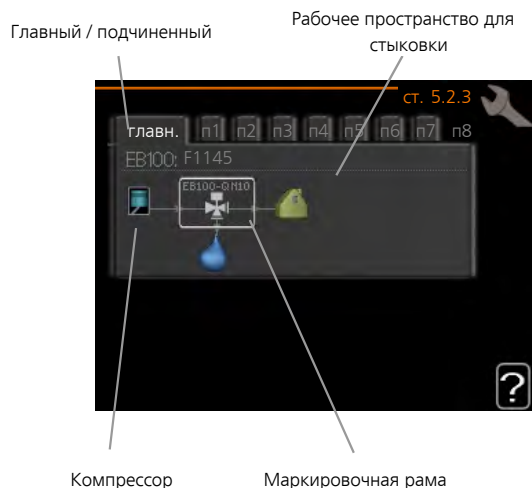 Главный / подчиненный
Рабочее пространство для
стыковки
ст. 5.2.3
главн. п1 п2 п3 п4 п5 п6 п7 п8
EB100: F1145
EB100-QN10
?
Компрессор
Маркировочная рама